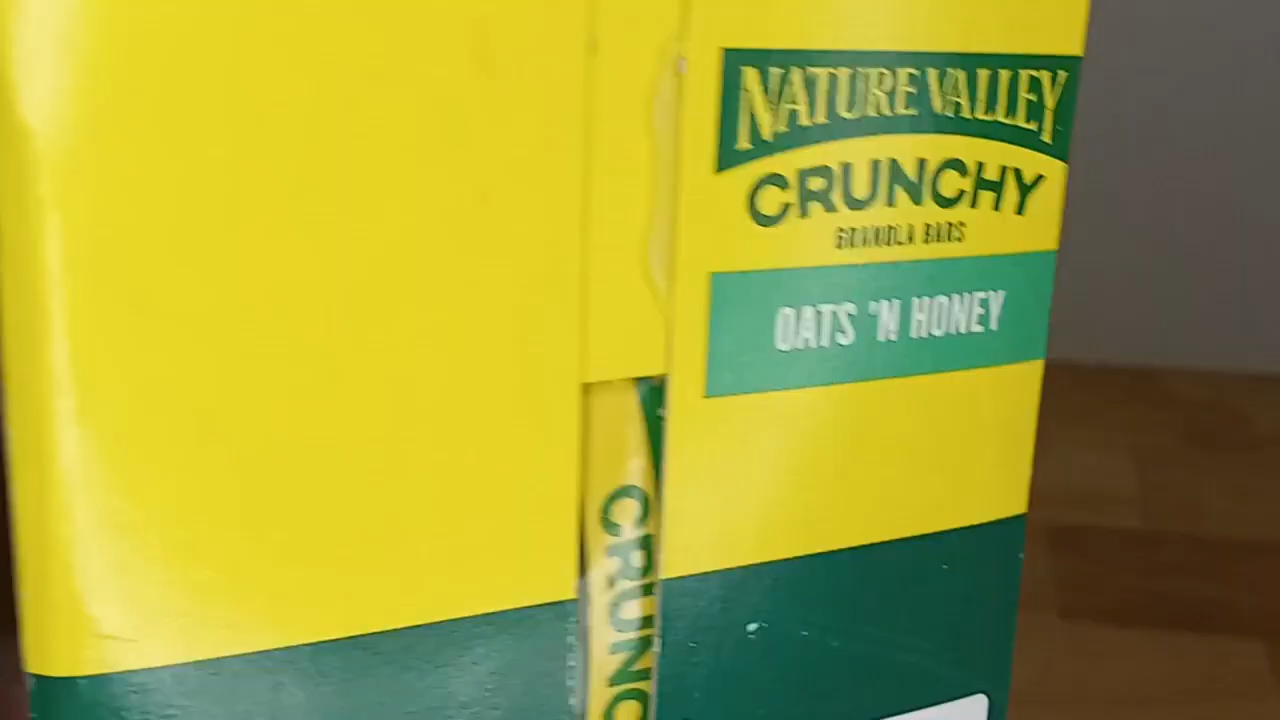 NATURE VALLEY
CRUNCHY
GRANOLA BARS
OATS 'N HONEY
CRUNC